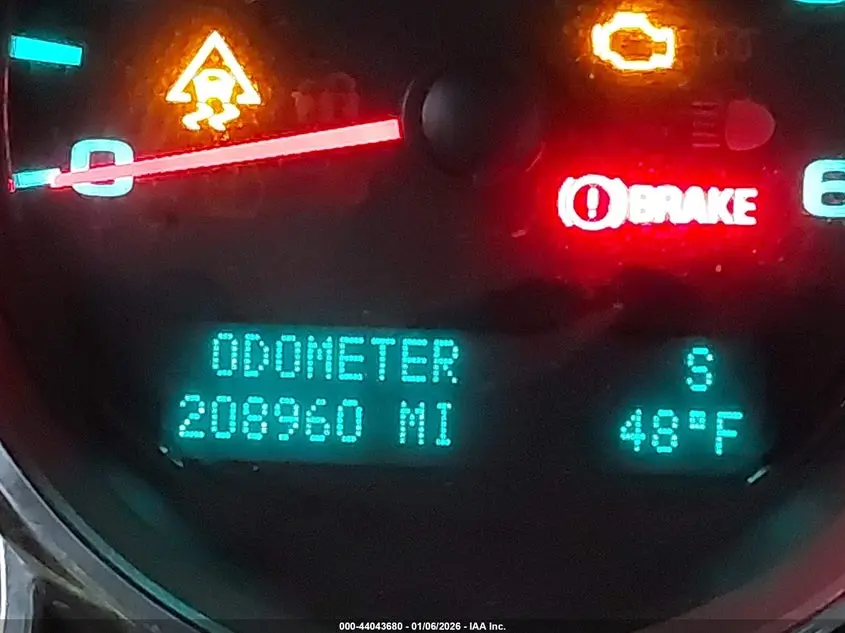 0
BRAKE
6
ODOMETER
S
208960 MI
48°F
000-44043680 - 01/06/2026 - IAA Inc.